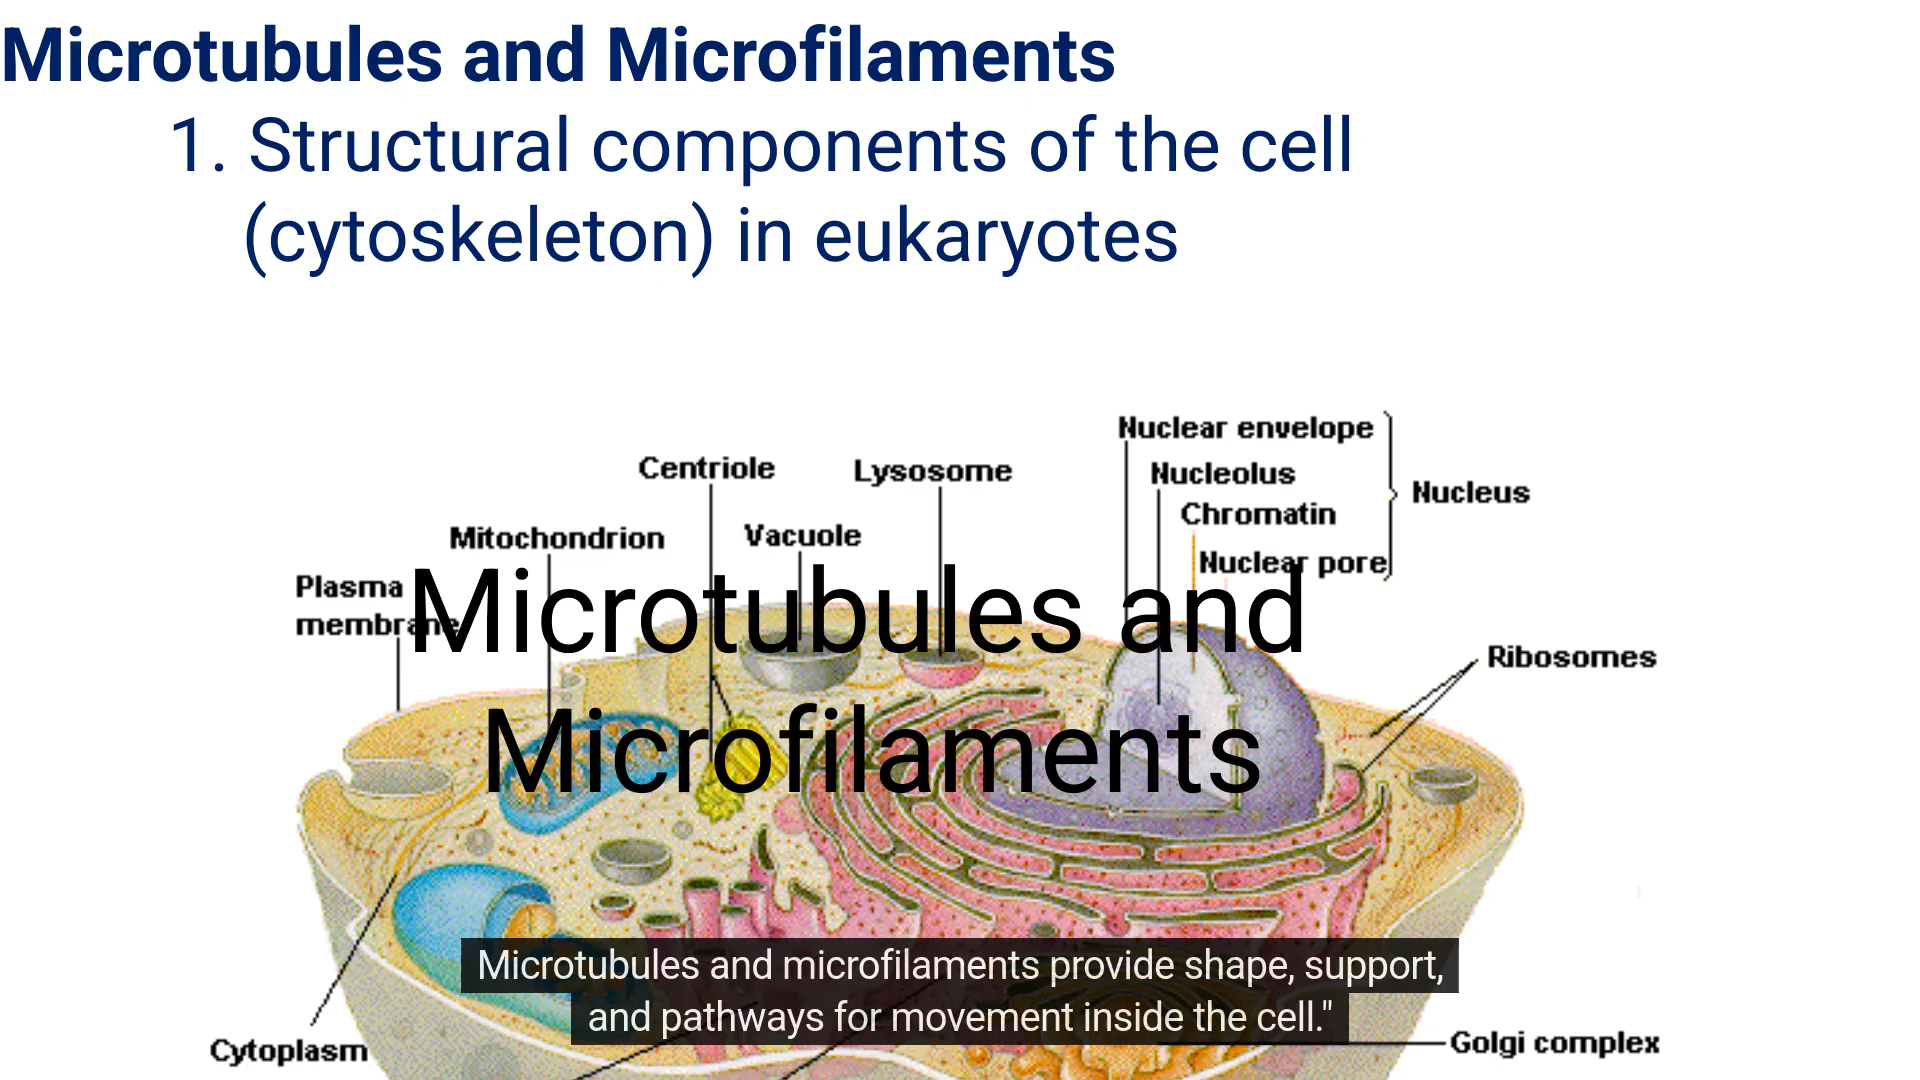 Microtubules and Microfilaments
1. Structural components of the cell
(cytoskeleton) in eukaryotes
Nuclear envelope
Centriole
Lysosome
Nucleolus
Nucleus
Chromatin
Mitochondrion
Vacuole
Nuclear pore
Plasma
membrane
Microtubules and
Microfilaments
Ribosomes
Microtubules and microfilaments provide shape, support,
and pathways for movement inside the cell."
Cytoplasm
Golgi complex